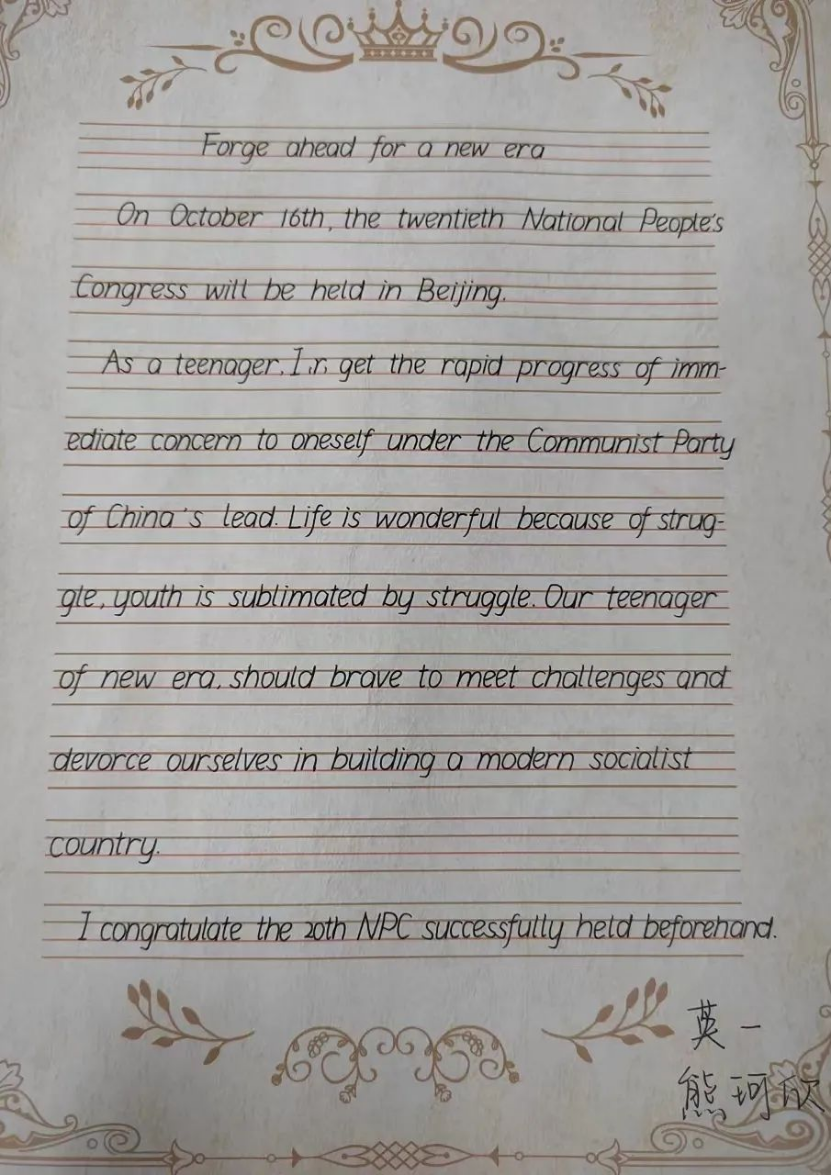 Forge ahead for a new era
On October 16th, the twentieth National People's
Congress will be held in Beijing.
As a teenager, I get the rapid progress of imm-
ediate concern to oneself under the Communist Party
of China's lead. Life is wonderful because of strug-
gle, youth is sublimated by struggle. Our teenager
of new era, should brave to meet challenges and
devorce ourselves in building a modern socialist
country.
I congratulate the 20th NPC successfully held beforehand.
英一
熊珂欣